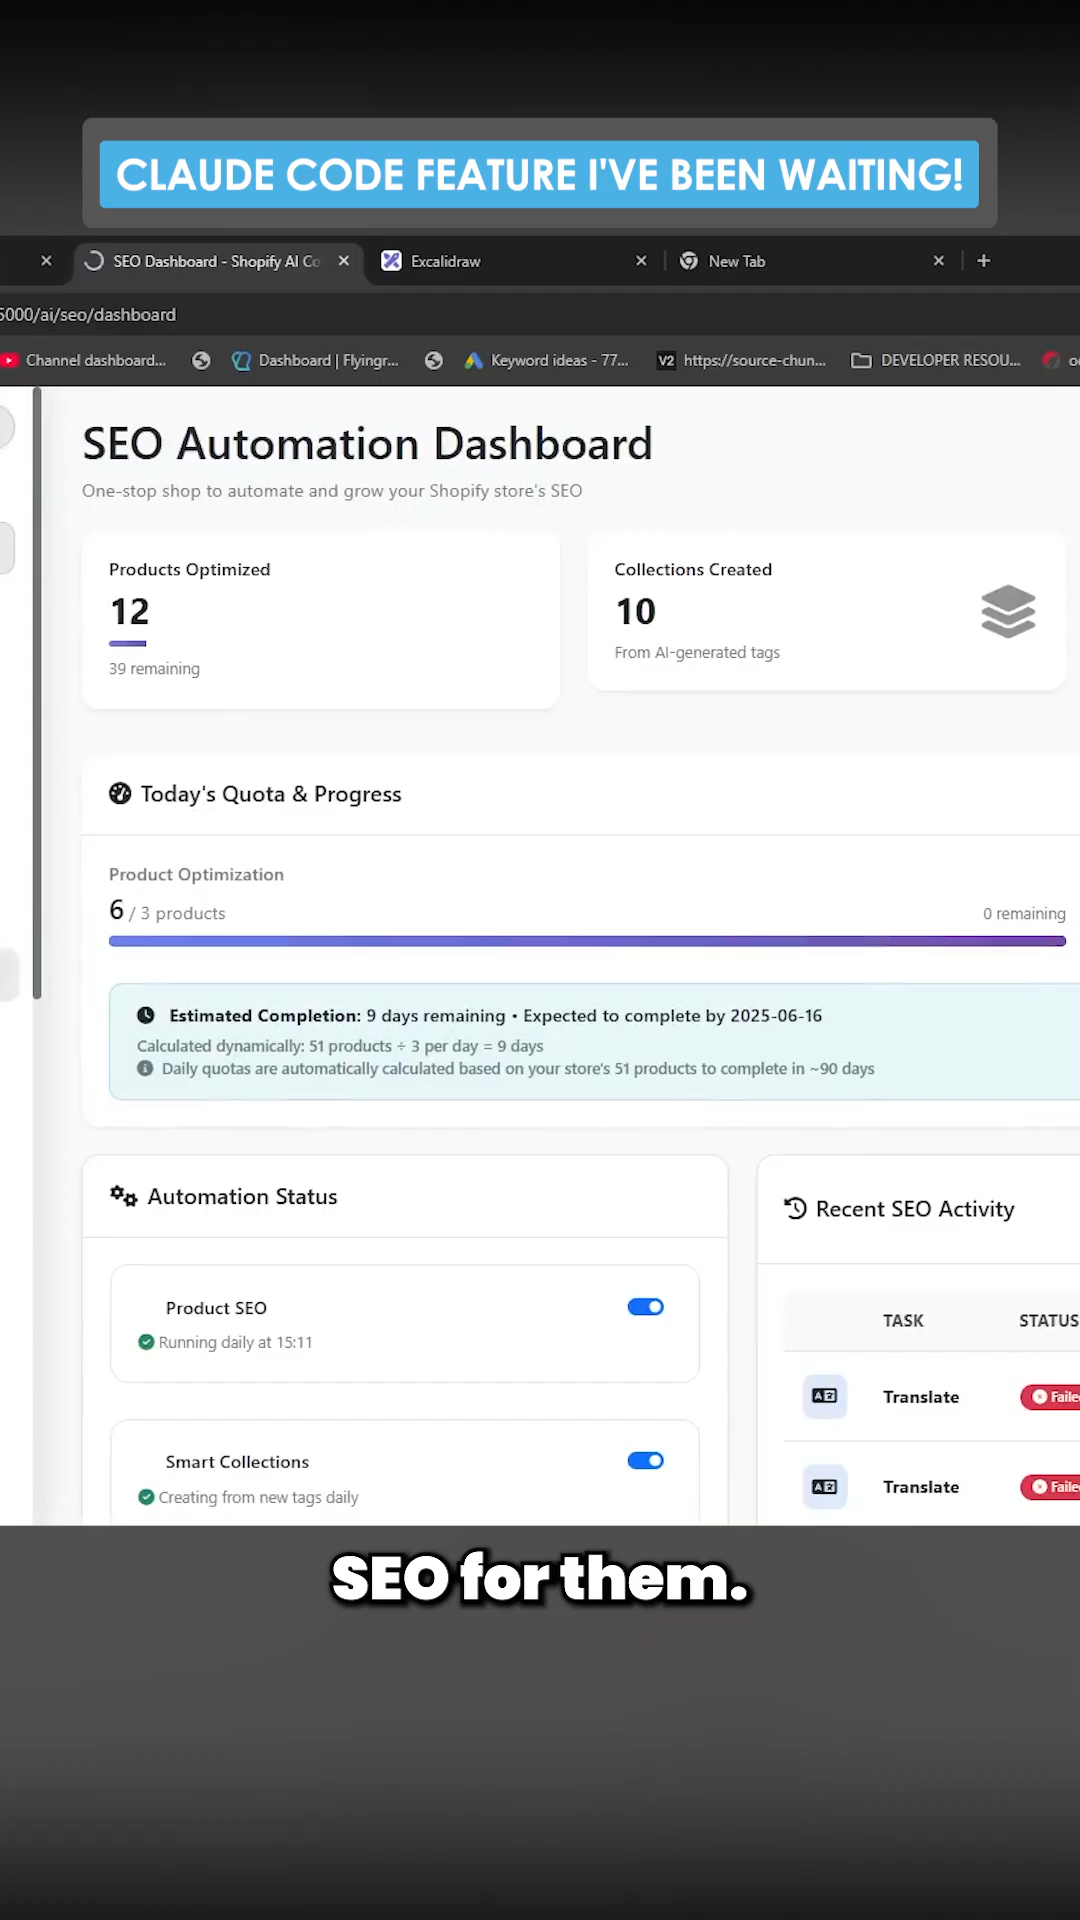 CLAUDE CODE FEATURE I'VE BEEN WAITING!
SEO Dashboard - Shopify AI Co
Excalidraw
New Tab
5000/ai/seo/dashboard
Channel dashboard...
Dashboard | Flyingr...
Keyword ideas - 77...
V2 https://source-chun...
DEVELOPER RESOU...
SEO Automation Dashboard
One-stop shop to automate and grow your Shopify store's SEO
Products Optimized
12
39 remaining
Collections Created
10
From AI-generated tags
Today's Quota & Progress
Product Optimization
6 / 3 products
0 remaining
Estimated Completion: 9 days remaining • Expected to complete by 2025-06-16
Calculated dynamically: 51 products ÷ 3 per day = 9 days
Daily quotas are automatically calculated based on your store's 51 products to complete in ~90 days
Automation Status
Product SEO
Running daily at 15:11
Smart Collections
Creating from new tags daily
Recent SEO Activity
TASK STATUS
Translate Faile
Translate Faile
SEO for them.